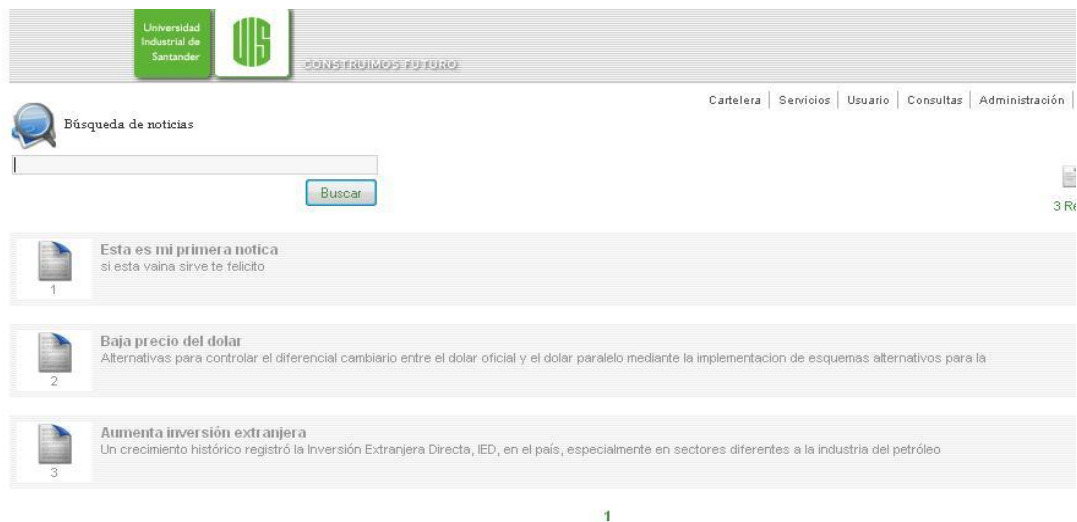 Universidad
Industrial de
Santander
UIS
CONSTRUIMOS FUTURO
Cartelera Servicios Usuario Consultas Administración
Búsqueda de noticias
Buscar
3 Re
1
Esta es mi primera notica
si esta vaina sirve te felicito
2
Baja precio del dolar
Alternativas para controlar el diferencial cambiario entre el dolar oficial y el dolar paralelo mediante la implementacion de esquemas alternativos para la
3
Aumenta inversión extranjera
Un crecimiento histórico registró la Inversión Extranjera Directa, IED, en el país, especialmente en sectores diferentes a la industria del petróleo
1